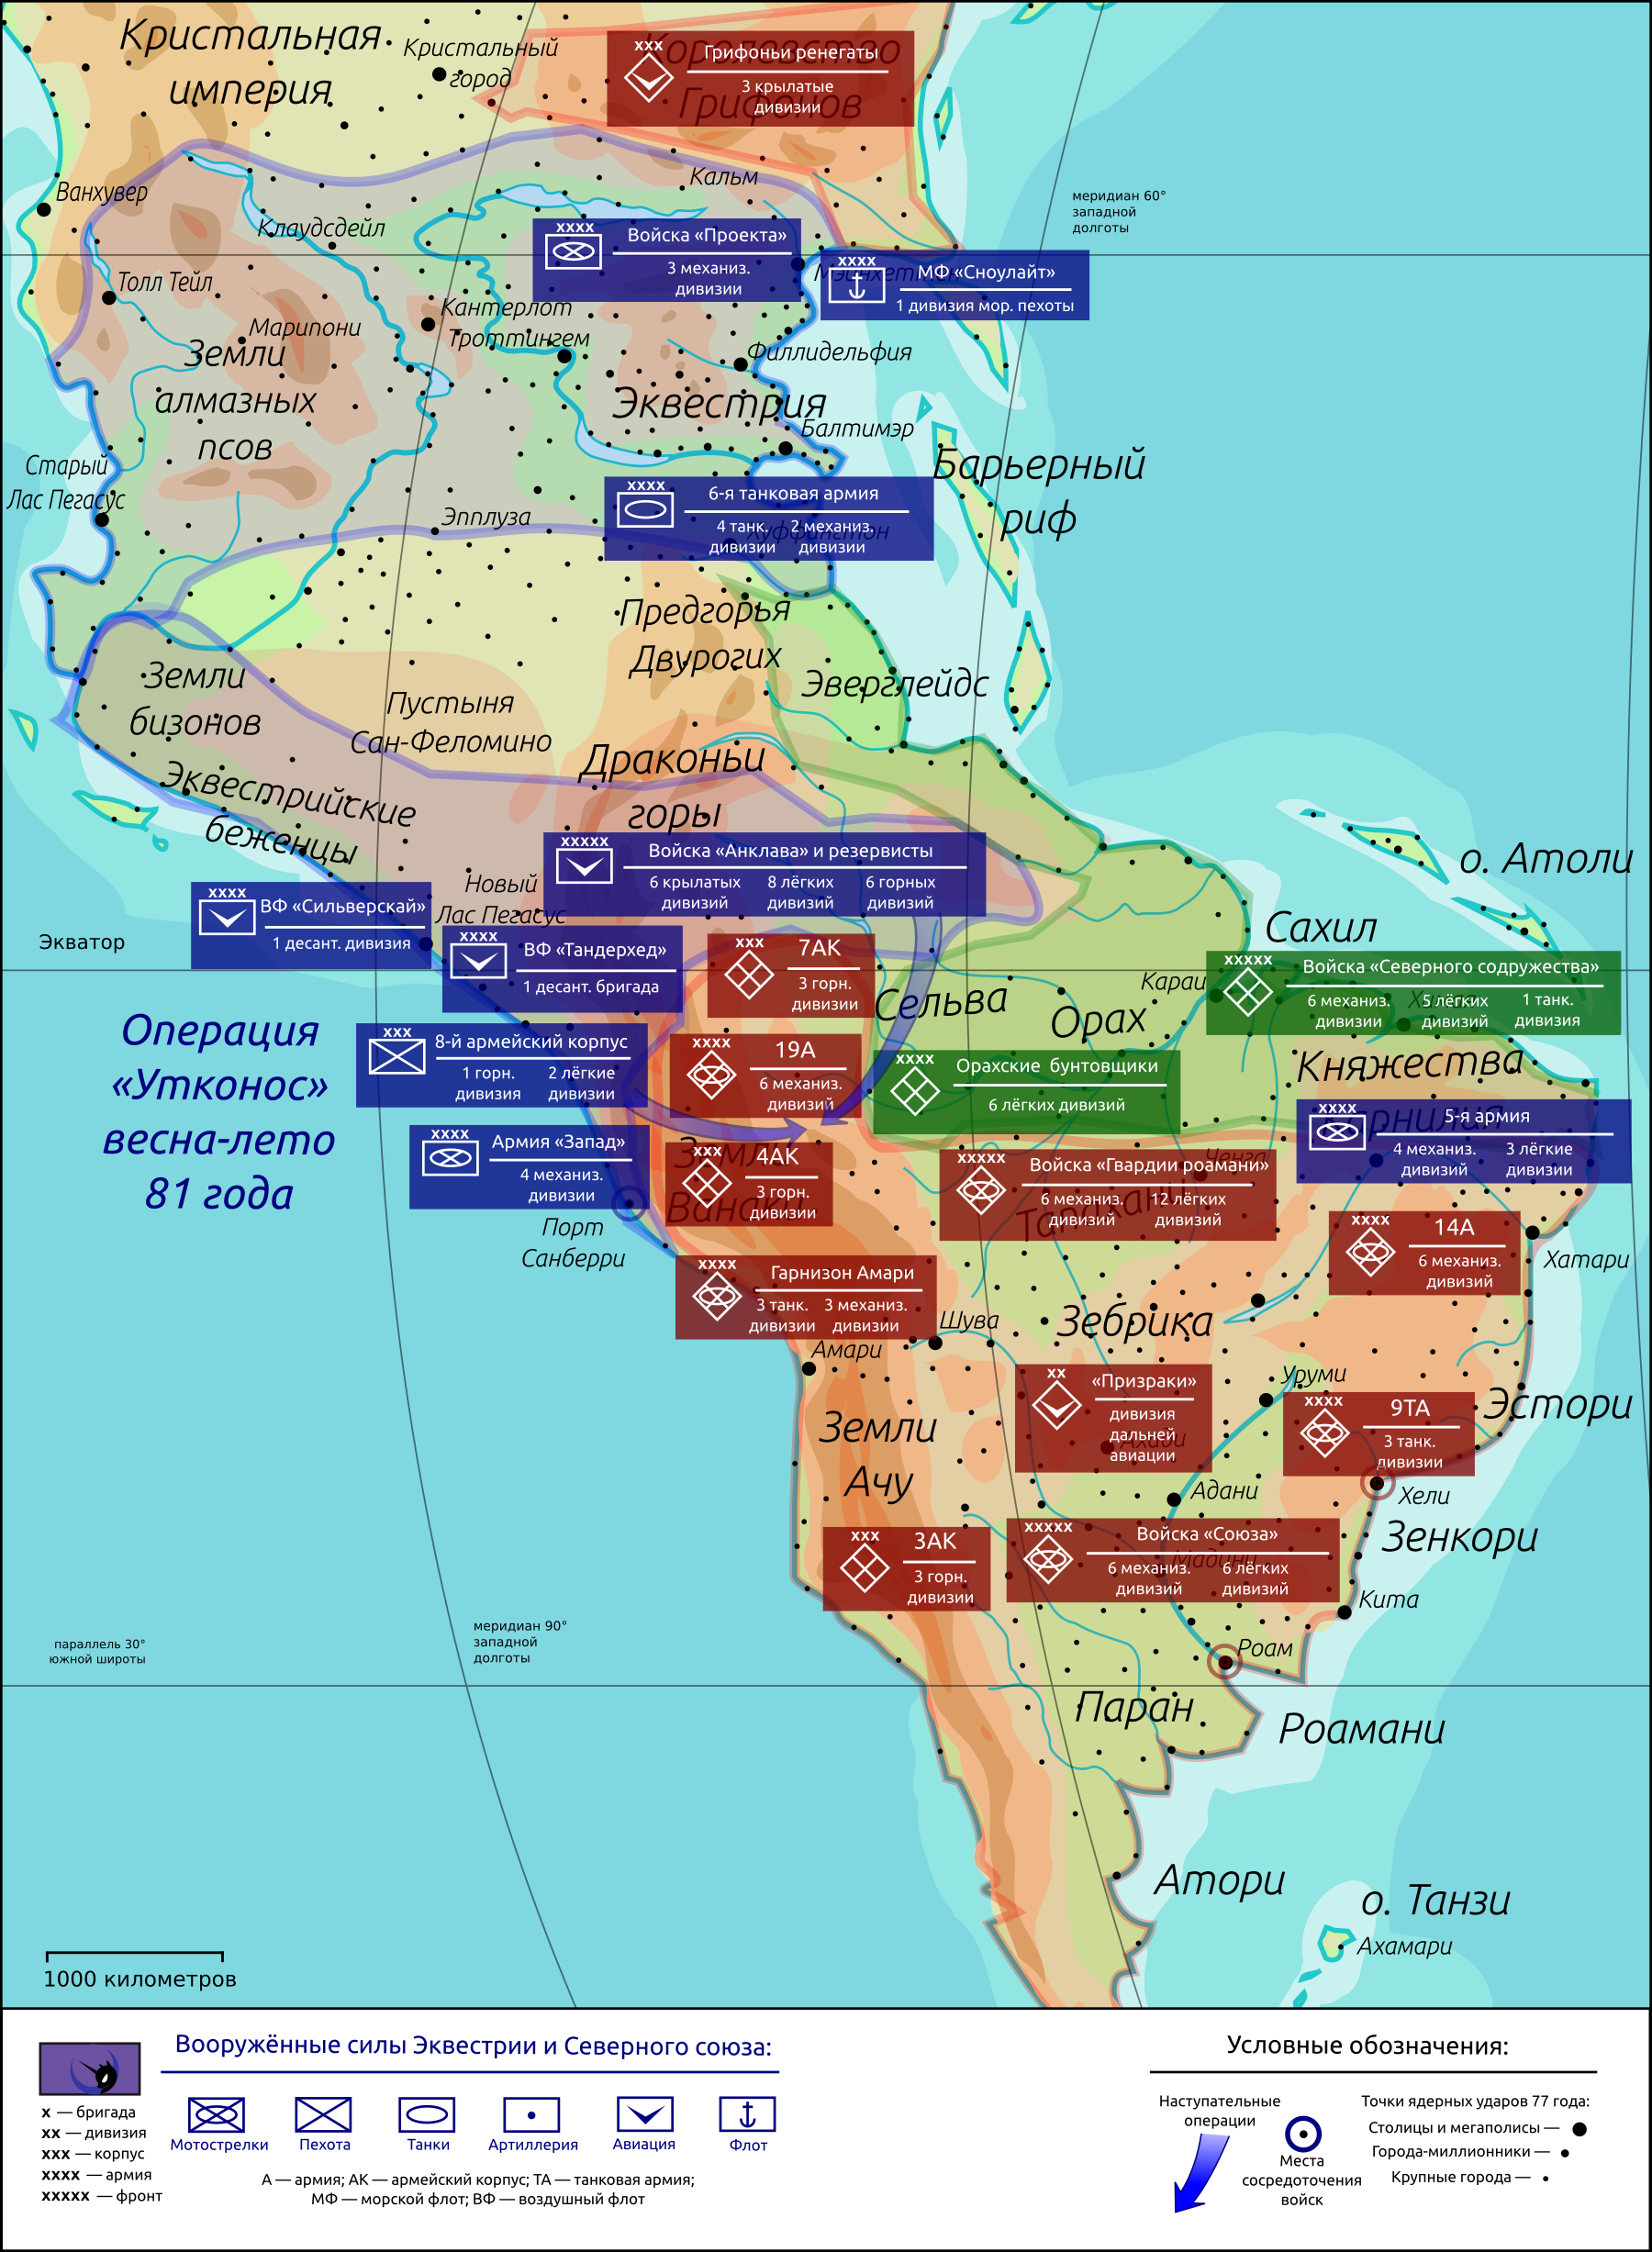 Кристальная
империя
Кристальный
город
Королевство
Грифонов
xxx
Грифоньи ренегаты
3 крылатые
дивизии
Ванхувер
Кальм
меридиан 60°
западной
долготы
Клаудсдейл
xxxx
Войска «Проекта»
3 механиз.
дивизии
Мэйнхеттен
xxxx
МФ «Сноулайт»
1 дивизия мор. пехоты
Толл Тейл
Кантерлот
Марипони
Троттингем
Филлидельфия
Земли
алмазных
псов
Эквестрия
Балтимэр
Старый
Лас Пегасус
Барьерный
риф
xxxx
6-я танковая армия
4 танк. 2 механиз.
дивизии дивизии
Хуффингтон
Эпплуза
Предгорья
Двурогих
Эверглейдс
Земли
бизонов
Пустыня
Сан-Феломино
Драконьи
горы
Эквестрийские
беженцы
xxxxx
Войска «Анклава» и резервисты
6 крылатых 8 лёгких 6 горных
дивизий дивизий дивизий
о. Атоли
Новый
Лас Пегасус
xxxx
ВФ «Сильверскай»
1 десант. дивизия
Экватор
xxxx
ВФ «Тандерхед»
1 десант. бригада
xxx
7АК
3 горн.
дивизии
Сахил
Сельва
Орах
Караи
xxxxx
Войска «Северного содружества»
6 механиз. 5 лёгких 1 танк.
дивизии дивизий дивизия
Операция
«Утконос»
весна-лето
81 года
xxx
8-й армейский корпус
1 горн. 2 лёгкие
дивизия дивизии
xxxx
19А
6 механиз.
дивизий
xxxx
Орахские бунтовщики
6 лёгких дивизий
Княжества
xxxx
5-я армия
4 механиз. 3 лёгкие
дивизий дивизии
xxxx
Армия «Запад»
4 механиз.
дивизии
Земли
Ванаку
xxx
4АК
3 горн.
дивизии
Ченга
xxxxx
Войска «Гвардии роамани»
6 механиз. 12 лёгких
дивизий дивизий
Порт
Санберри
xxxx
14А
6 механиз.
дивизий
Хатари
xxxx
Гарнизон Амари
3 танк. 3 механиз.
дивизии дивизии
Шува
Зебрика
Амари
Уруми
xx
«Призраки»
дивизия
дальней
авиации
xxxx
9ТА
3 танк.
дивизии
Эстори
Земли
Ачу
Адани
Хели
Зенкори
xxx
3АК
3 горн.
дивизии
xxxxx
Войска «Союза»
6 механиз. 6 лёгких
дивизий дивизий
Мадини
Кита
меридиан 90°
западной
долготы
параллель 30°
южной широты
Роам
Паран
Роамани
Атори
о. Танзи
Ахамари
1000 километров
Вооружённые силы Эквестрии и Северного союза:
x — бригада
xx — дивизия
xxx — корпус
xxxx — армия
xxxxx — фронт
Мотострелки Пехота Танки Артиллерия Авиация Флот
А — армия; АК — армейский корпус; ТА — танковая армия;
МФ — морской флот; ВФ — воздушный флот
Условные обозначения:
Наступательные
операции
Места
сосредоточения
войск
Точки ядерных ударов 77 года:
Столицы и мегаполисы —
Города-миллионники —
Крупные города —